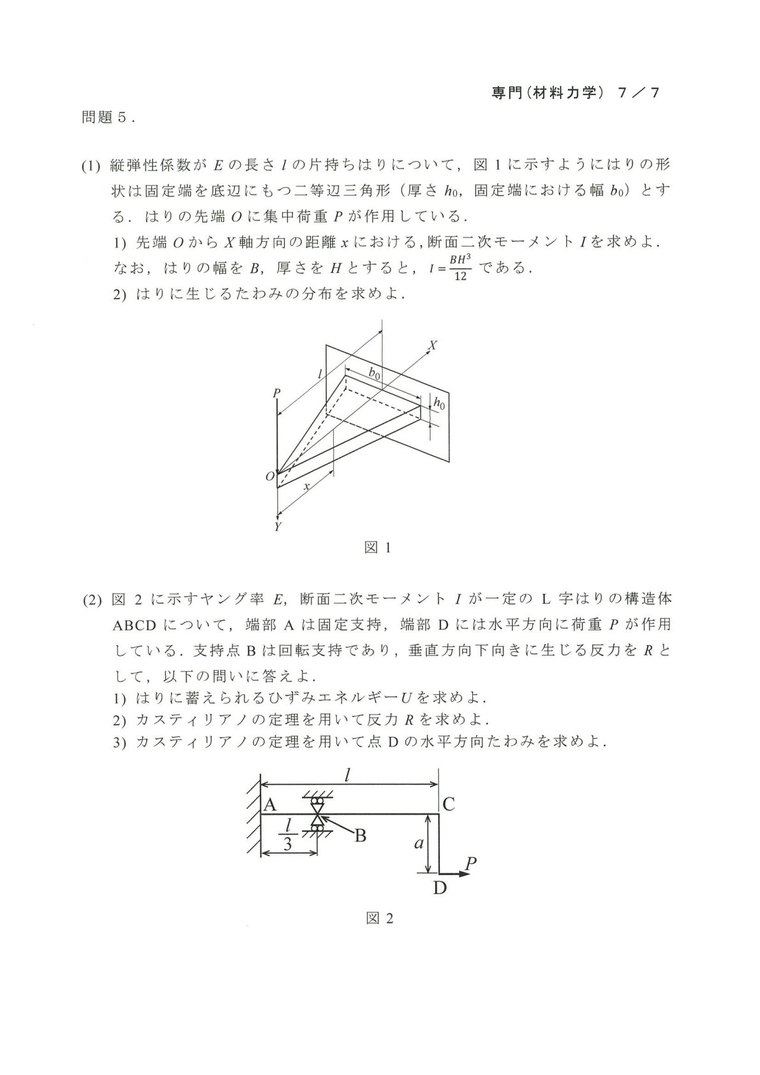 専門(材料力学) 7／7
問題5．
(1) 縦弾性係数が E の長さ l の片持ちはりについて，図 1 に示すようにはりの形
状は固定端を底辺にもつ二等辺三角形（厚さ h₀，固定端における幅 b₀）とす
る．はりの先端 O に集中荷重 P が作用している．
1) 先端 O から X 軸方向の距離 x における,断面二次モーメント I を求めよ．
なお，はりの幅を B，厚さを H とすると，I=BH³/12 である．
2) はりに生じるたわみの分布を求めよ．
X
l
b₀
P
h₀
O
x
Y
図 1
(2) 図 2 に示すヤング率 E，断面二次モーメント I が一定の L 字はりの構造体
ABCD について，端部 A は固定支持，端部 D には水平方向に荷重 P が作用
している．支持点 B は回転支持であり，垂直方向下向きに生じる反力を R と
して，以下の問いに答えよ．
1) はりに蓄えられるひずみエネルギーU を求めよ．
2) カスティリアノの定理を用いて反力 R を求めよ．
3) カスティリアノの定理を用いて点 D の水平方向たわみを求めよ．
l
A
C
l/3
B
a
P
D
図 2